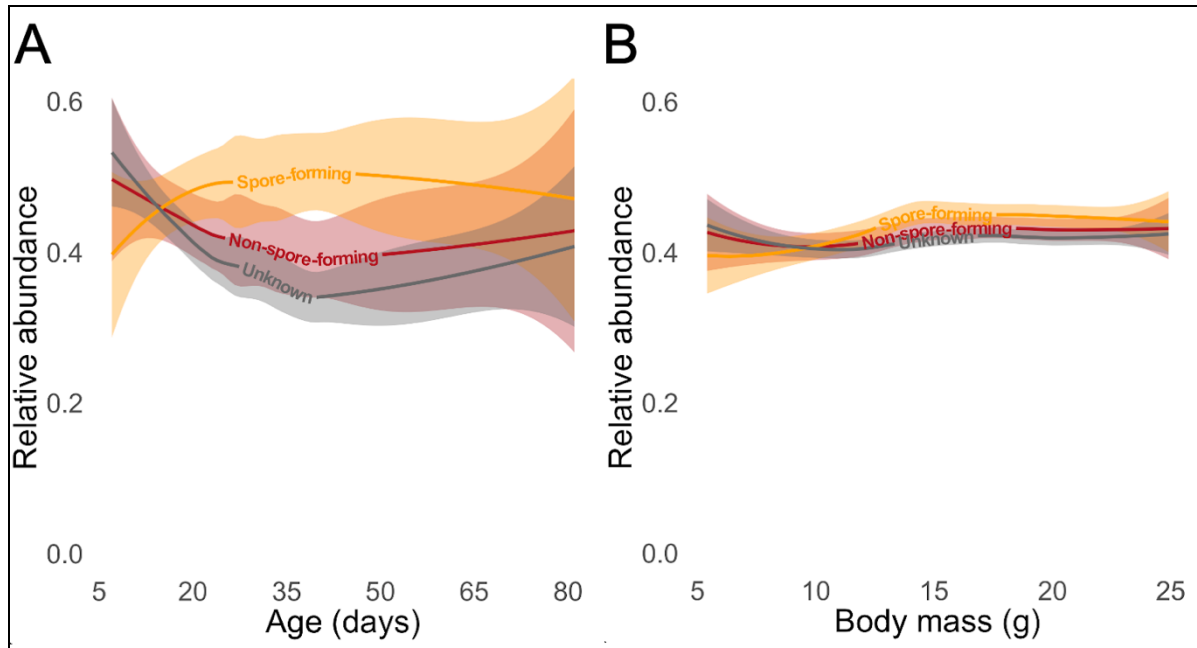 A
Relative abundance
0.6
0.4
0.2
0.0
Spore-forming
Non-spore-forming
Unknown
5 20 35 50 65 80
Age (days)
B
Relative abundance
0.6
0.4
0.2
0.0
Spore-forming
Non-spore-forming
Unknown
5 10 15 20 25
Body mass (g)